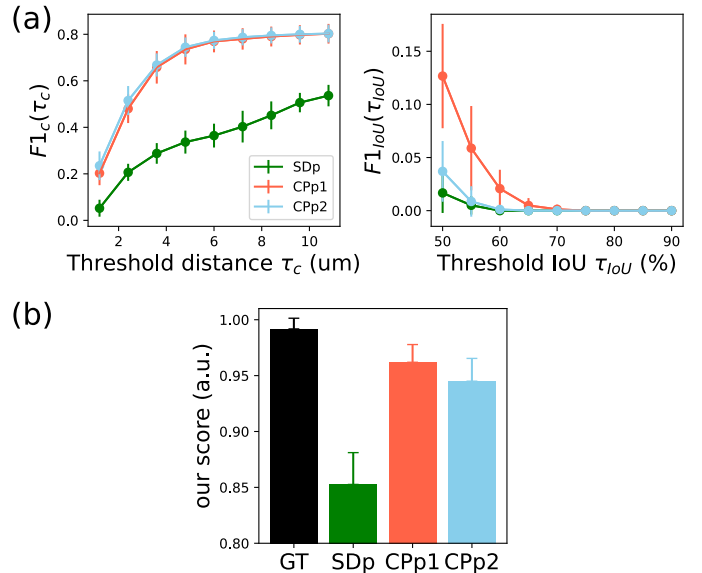 (a)
F1c(τc)
0.8
0.6
0.4
0.2
0.0
SDp
CPp1
CPp2
2 4 6 8 10
Threshold distance τc (um)
F1IoU(τIoU)
0.15
0.10
0.05
0.00
50 60 70 80 90
Threshold IoU τIoU (%)
(b)
our score (a.u.)
1.00
0.95
0.90
0.85
0.80
GT SDp CPp1 CPp2